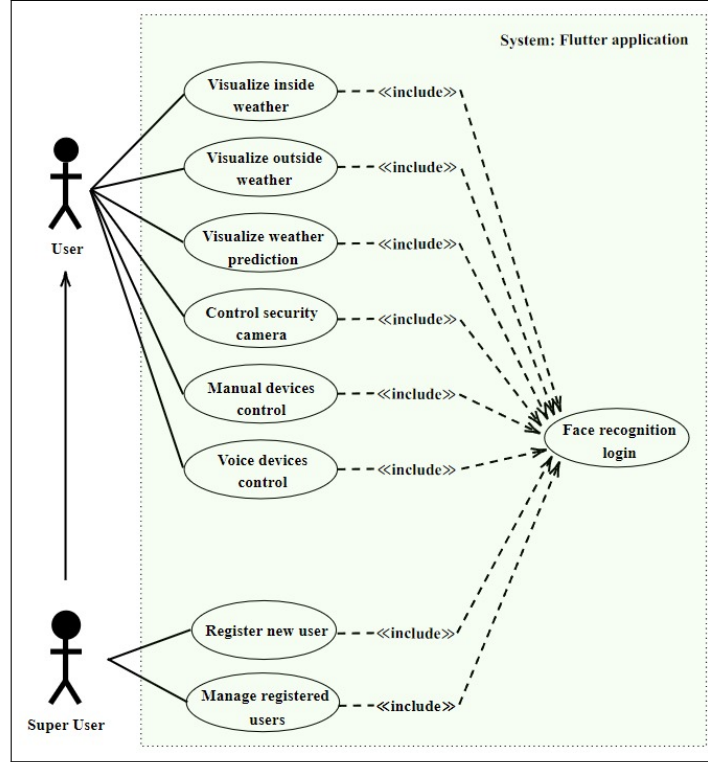 System: Flutter application
Visualize inside
weather
≪include≫
Visualize outside
weather
≪include≫
User
Visualize weather
prediction
≪include≫
Control security
camera
≪include≫
Manual devices
control
≪include≫
Face recognition
login
Voice devices
control
≪include≫
Register new user
≪include≫
Manage registered
users
≪include≫
Super User